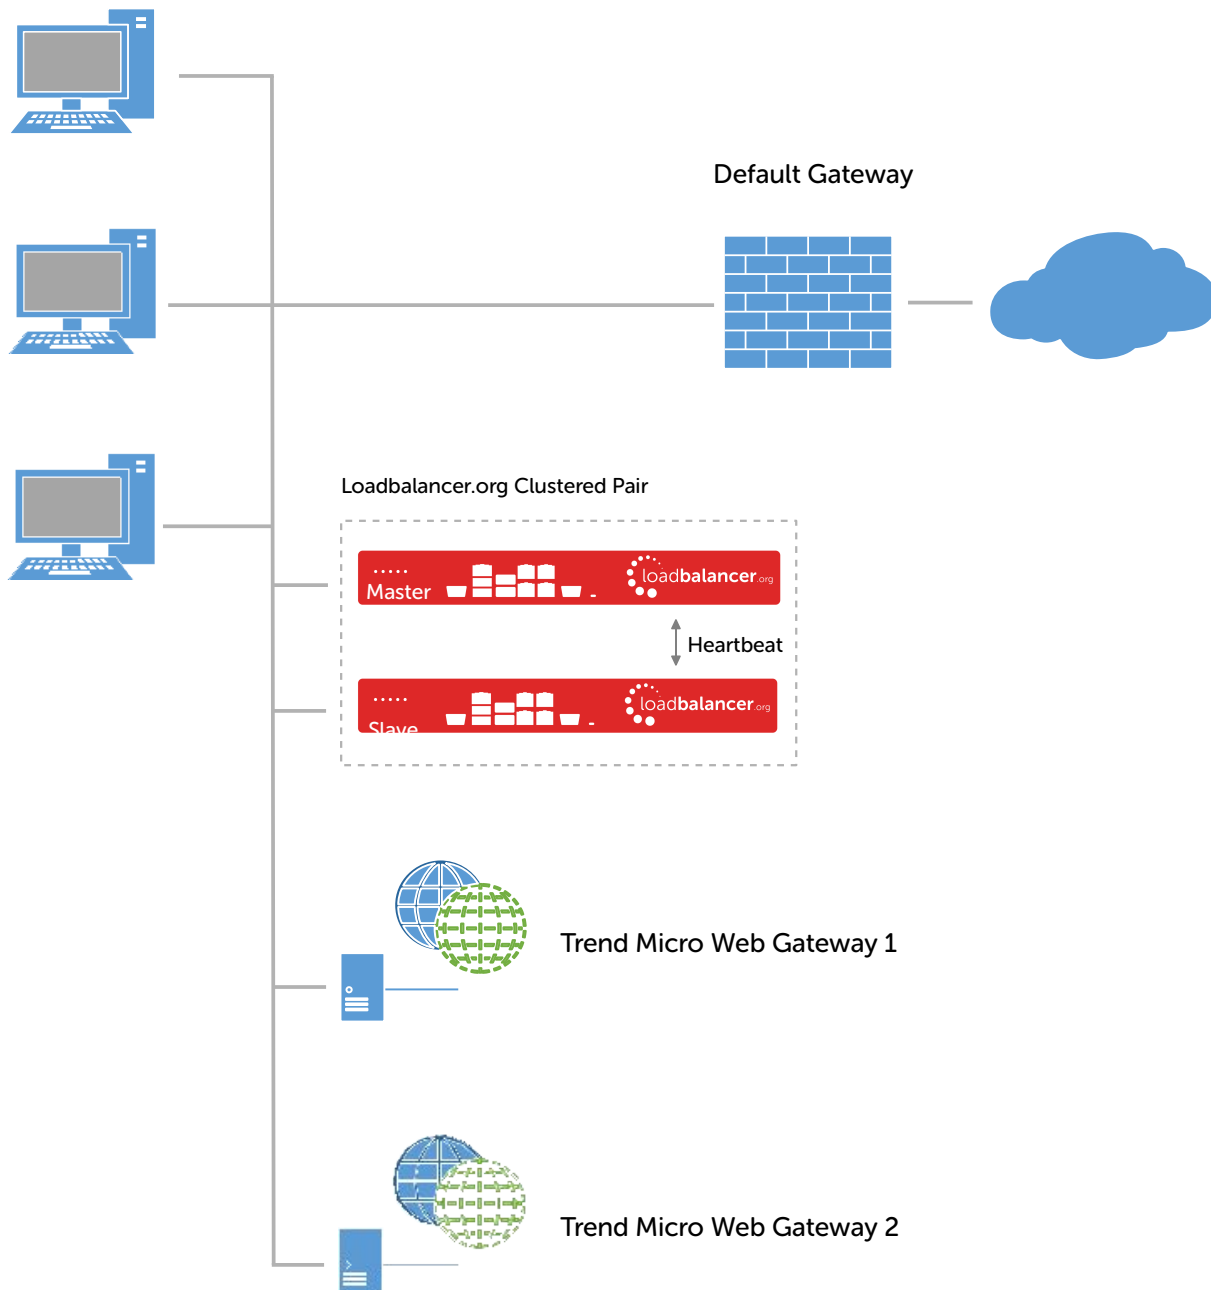 Default Gateway
Loadbalancer.org Clustered Pair
Master
loadbalancer.org
Heartbeat
Slave
loadbalancer.org
Trend Micro Web Gateway 1
Trend Micro Web Gateway 2